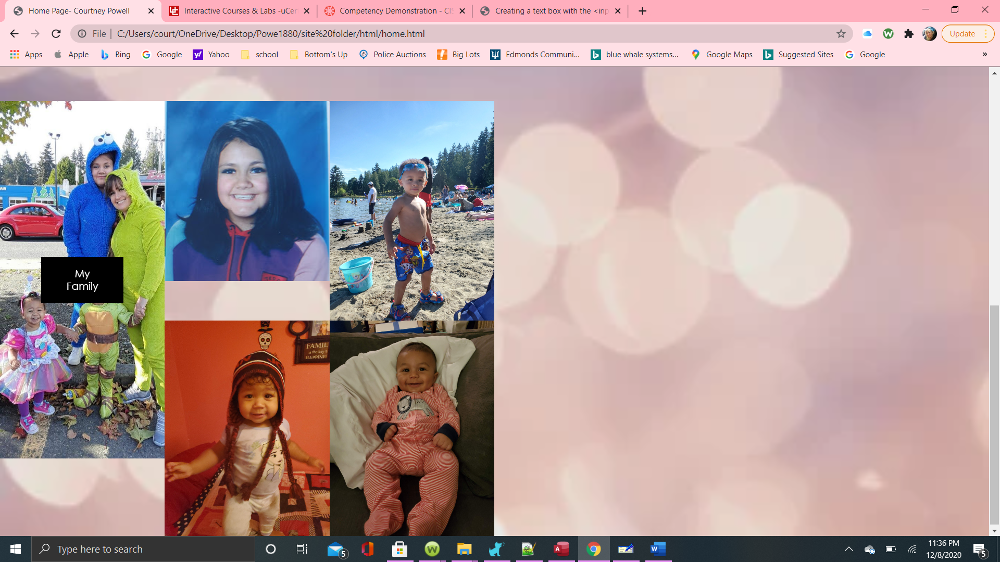 Home Page- Courtney Powell
Interactive Courses & Labs -uCer
Competency Demonstration - CIS
Creating a text box with the <inp
File
C:/Users/court/OneDrive/Desktop/Powe1880/site%20folder/html/home.html
Update
Apps
Apple
Bing
Google
Yahoo
school
Bottom's Up
Police Auctions
Big Lots
Edmonds Communi...
blue whale systems...
Google Maps
Suggested Sites
Google
»
My
Family
FAMIL
is the key
HAPPINE
Type here to search
5
11:36 PM
12/8/2020
5